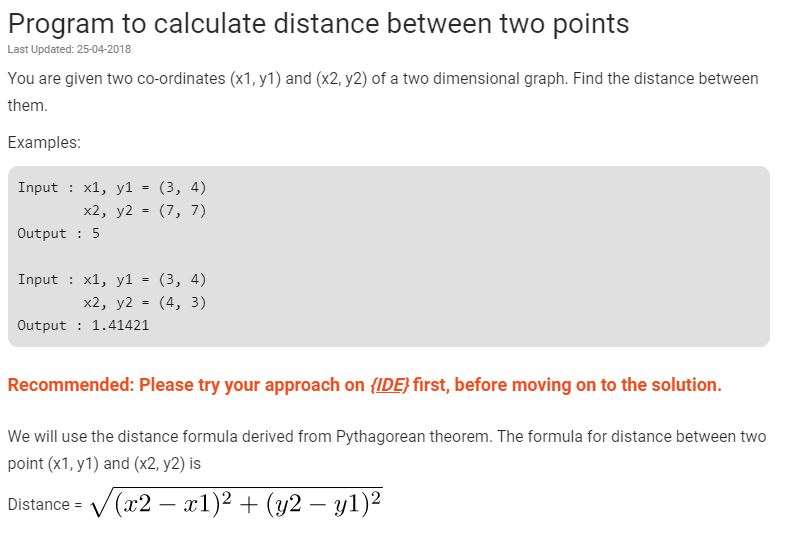 Program to calculate distance between two points
Last Updated: 25-04-2018
You are given two co-ordinates (x1, y1) and (x2, y2) of a two dimensional graph. Find the distance between
them.
Examples:
Input : x1, y1 = (3, 4)
        x2, y2 = (7, 7)
Output : 5
Input : x1, y1 = (3, 4)
        x2, y2 = (4, 3)
Output : 1.41421
Recommended: Please try your approach on {IDE} first, before moving on to the solution.
We will use the distance formula derived from Pythagorean theorem. The formula for distance between two
point (x1, y1) and (x2, y2) is
Distance = √(x2 − x1)² + (y2 − y1)²